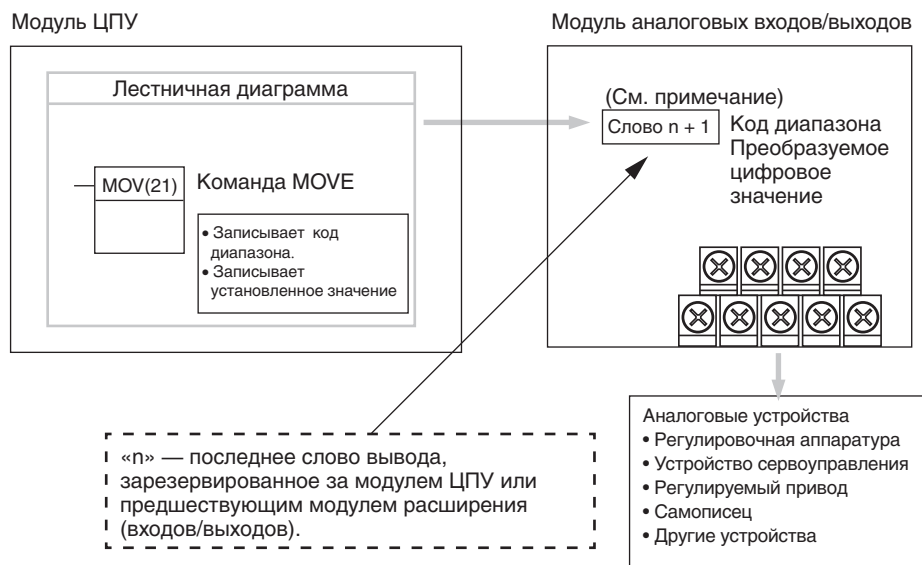 Модуль ЦПУ
Лестничная диаграмма
MOV(21)
Команда MOVE
• Записывает код
диапазона.
• Записывает
установленное значение
Модуль аналоговых входов/выходов
(См. примечание)
Слово n + 1
Код диапазона
Преобразуемое
цифровое
значение
«n» — последнее слово вывода,
зарезервированное за модулем ЦПУ или
предшествующим модулем расширения
(входов/выходов).
Аналоговые устройства
• Регулировочная аппаратура
• Устройство сервоуправления
• Регулируемый привод
• Самописец
• Другие устройства